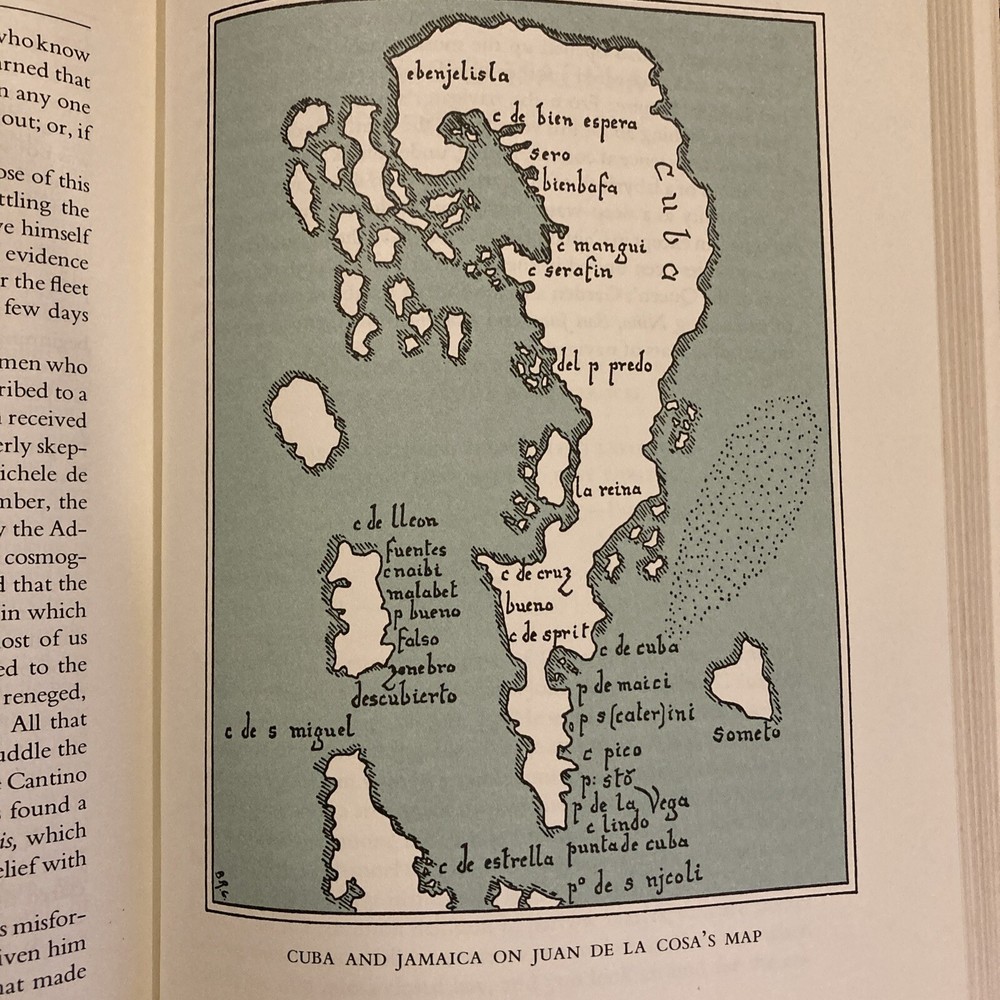 who know
arned that
n any one
out; or, if
ose of this
ttling the
ve himself
evidence
r the fleet
few days
men who
ribed to a
received
erly skep-
ichele de
mber, the
y the Ad-
cosmog-
d that the
in which
ost of us
ed to the
reneged,
All that
uddle the
Cantino
s found a
is, which
elief with
s misfor-
iven him
hat made
ebenjelisla
c de bien espera
sero
bienbafa
cuba
c mangui
c serafin
del p predo
la reina
c de lleon
fuentes
cnaibi
malabet
p bueno
falso
zonebro
descubierto
c de cruz
bueno
c de sprit
c de cuba
p de maici
p s(cater)ini
someto
c de s miguel
c pico
p: sto
p de la Vega
c lindo
punta de cuba
c de estrella
pº de s njcoli
B.R.G.
CUBA AND JAMAICA ON JUAN DE LA COSA'S MAP